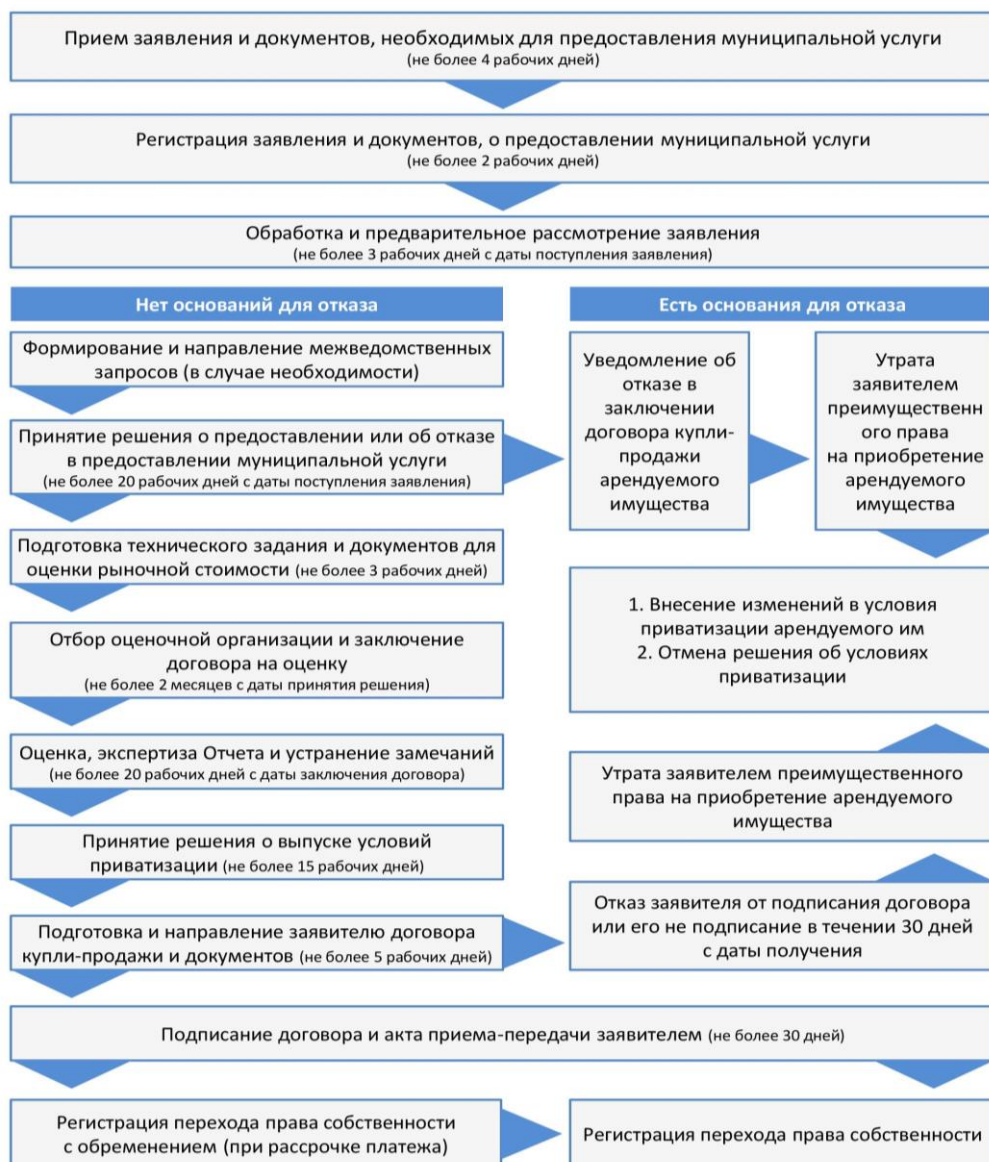 Прием заявления и документов, необходимых для предоставления муниципальной услуги
(не более 4 рабочих дней)
Регистрация заявления и документов, о предоставлении муниципальной услуги
(не более 2 рабочих дней)
Обработка и предварительное рассмотрение заявления
(не более 3 рабочих дней с даты поступления заявления)
Нет оснований для отказа
Формирование и направление межведомственных
запросов (в случае необходимости)
Принятие решения о предоставлении или об отказе
в предоставлении муниципальной услуги
(не более 20 рабочих дней с даты поступления заявления)
Подготовка технического задания и документов для
оценки рыночной стоимости (не более 3 рабочих дней)
Отбор оценочной организации и заключение
договора на оценку
(не более 2 месяцев с даты принятия решения)
Оценка, экспертиза Отчета и устранение замечаний
(не более 20 рабочих дней с даты заключения договора)
Принятие решения о выпуске условий
приватизации (не более 15 рабочих дней)
Подготовка и направление заявителю договора
купли-продажи и документов (не более 5 рабочих дней)
Есть основания для отказа
Уведомление об
отказе в
заключении
договора купли-
продажи
арендуемого
имущества
Утрата
заявителем
преимущественн
ого права
на приобретение
арендуемого
имущества
1. Внесение изменений в условия
приватизации арендуемого им
2. Отмена решения об условиях
приватизации
Утрата заявителем преимущественного
права на приобретение арендуемого
имущества
Отказ заявителя от подписания договора
или его не подписание в течении 30 дней
с даты получения
Подписание договора и акта приема-передачи заявителем (не более 30 дней)
Регистрация перехода права собственности
с обременением (при рассрочке платежа)
Регистрация перехода права собственности